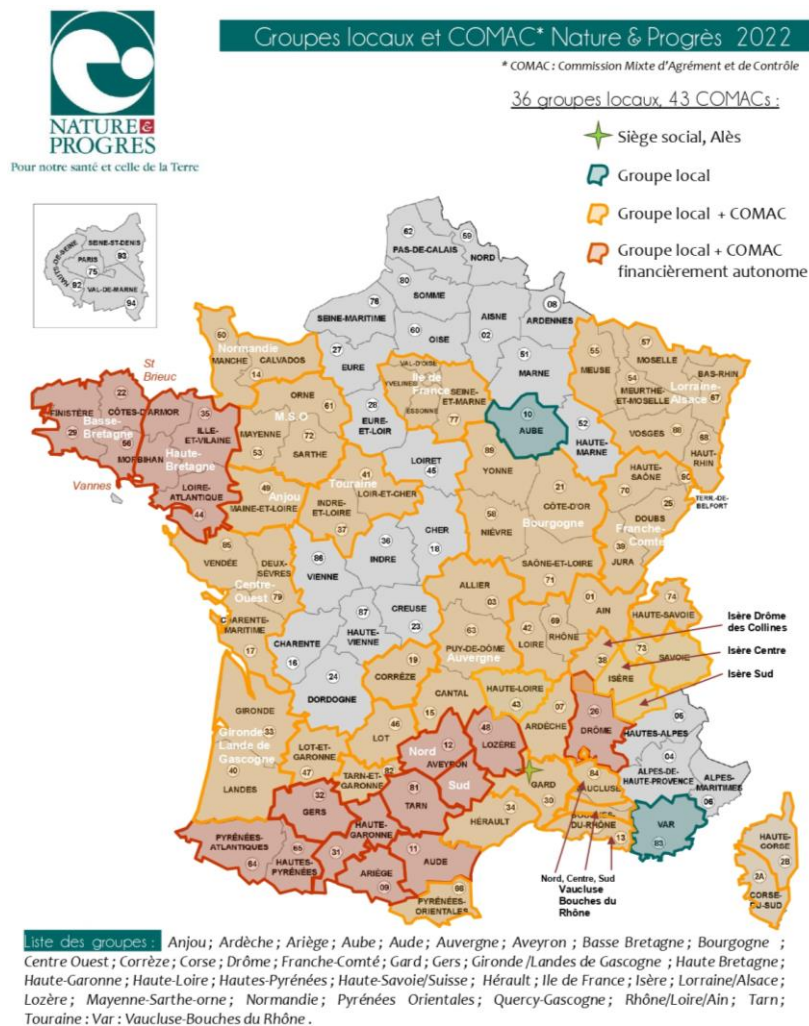 Groupes locaux et COMAC* Nature & Progrès 2022
* COMAC : Commission Mixte d'Agrément et de Contrôle
NATURE &
PROGRES
Pour notre santé et celle de la Terre
36 groupes locaux, 43 COMACs :
Siège social, Alès
Groupe local
Groupe local + COMAC
Groupe local + COMAC
financièrement autonome
SEINE-ST-DENIS
93
HAUTS-DE-SEINE
PARIS
75
92
VAL-DE-MARNE
94
62
PAS-DE-CALAIS
59
NORD
80
SOMME
76
SEINE-MARITIME
AISNE
02
08
ARDENNES
60
OISE
27
EURE
51
MARNE
50
Normandie
MANCHE
CALVADOS
14
VAL-D'OISE
YVELINES
Ile de
France
ESSONNE
SEINE-
ET-MARNE
77
55
MEUSE
57
MOSELLE
54
MEURTHE-
ET-MOSELLE
BAS-RHIN
Lorraine-
Alsace
67
VOSGES
88
68
HAUT-
RHIN
St
Brieuc
22
CÔTES-D'ARMOR
FINISTÈRE
29
Basse-
Bretagne
56
MORBIHAN
35
ILLE-
ET-VILAINE
Haute-
Bretagne
Vannes
LOIRE-
ATLANTIQUE
44
ORNE
61
M.S.O
MAYENNE
53
72
SARTHE
28
EURE-
ET-LOIR
10
AUBE
52
HAUTE-
MARNE
LOIRET
45
89
YONNE
HAUTE-
SAÔNE
70
90
TERR.-DE-
BELFORT
49
Anjou
MAINE-ET-LOIRE
Touraine
41
LOIR-ET-CHER
INDRE-
ET-LOIRE
37
CHER
18
21
CÔTE-D'OR
58
NIÈVRE
Bourgogne
25
DOUBS
Franche-
Comté
39
JURA
85
VENDÉE
DEUX-
SÈVRES
79
Centre-
Ouest
86
VIENNE
36
INDRE
SAÔNE-ET-LOIRE
71
ALLIER
03
CHARENTE-
MARITIME
17
CHARENTE
16
87
HAUTE-
VIENNE
CREUSE
23
63
PUY-DE-DÔME
Auvergne
42
LOIRE
69
RHÔNE
01
AIN
74
HAUTE-SAVOIE
73
SAVOIE
38
ISÈRE
Isère Drôme
des Collines
Isère Centre
Isère Sud
24
DORDOGNE
19
CORRÈZE
CANTAL
15
HAUTE-LOIRE
43
07
ARDÈCHE
26
DRÔME
05
HAUTES-ALPES
GIRONDE
33
Gironde
Lande de
Gascogne
40
LANDES
LOT-ET-
GARONNE
47
46
LOT
82
TARN-ET-
GARONNE
Nord
12
AVEYRON
Sud
48
LOZÈRE
GARD
30
84
VAUCLUSE
04
ALPES-DE-
HAUTE-PROVENCE
ALPES-
MARITIMES
06
32
GERS
81
TARN
HAUTE-
GARONNE
31
34
HÉRAULT
BOUCHES-
DU-RHÔNE
13
VAR
83
PYRÉNÉES-
ATLANTIQUES
64
65
HAUTES-
PYRÉNÉES
ARIÈGE
09
11
AUDE
66
PYRÉNÉES-
ORIENTALES
Nord, Centre, Sud
Vaucluse
Bouches du
Rhône
HAUTE-
CORSE
2B
2A
CORSE-
DU-SUD
Liste des groupes : Anjou ; Ardèche ; Ariège ; Aube ; Aude ; Auvergne ; Aveyron ; Basse Bretagne ; Bourgogne ;
Centre Ouest ; Corrèze ; Corse ; Drôme ; Franche-Comté ; Gard ; Gers ; Gironde /Landes de Gascogne ; Haute Bretagne ;
Haute-Garonne ; Haute-Loire ; Hautes-Pyrénées ; Haute-Savoie/Suisse ; Hérault ; Ile de France ; Isère ; Lorraine/Alsace ;
Lozère ; Mayenne-Sarthe-orne ; Normandie ; Pyrénées Orientales ; Quercy-Gascogne ; Rhône/Loire/Ain ; Tarn ;
Touraine ; Var ; Vaucluse-Bouches du Rhône .